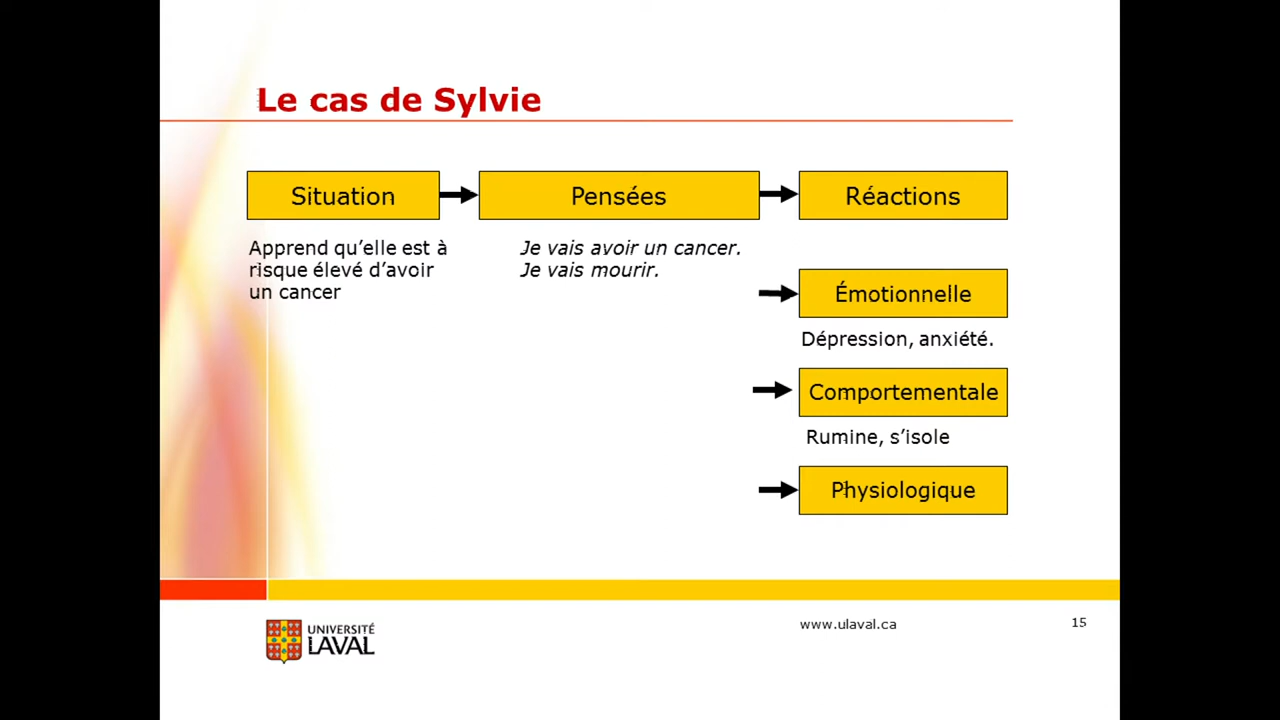 Le cas de Sylvie
Situation
Pensées
Réactions
Apprend qu’elle est à
risque élevé d’avoir
un cancer
Je vais avoir un cancer.
Je vais mourir.
Émotionnelle
Dépression, anxiété.
Comportementale
Rumine, s’isole
Physiologique
UNIVERSITÉ
LAVAL
www.ulaval.ca
15